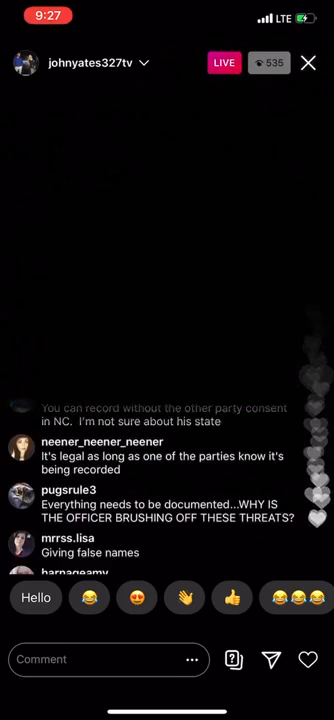 9:27
LTE
johnyates327tv
LIVE
535
You can record without the other party consent
in NC.  I'm not sure about his
state
neener_neener_neener
It's legal as long as one of the parties know it's
being recorded
pugsrule3
Everything needs to be documented...WHY IS
THE OFFICER BRUSHING OFF THESE THREATS?
mrrss.lisa
Giving false names
harnageamy
Hello
Comment